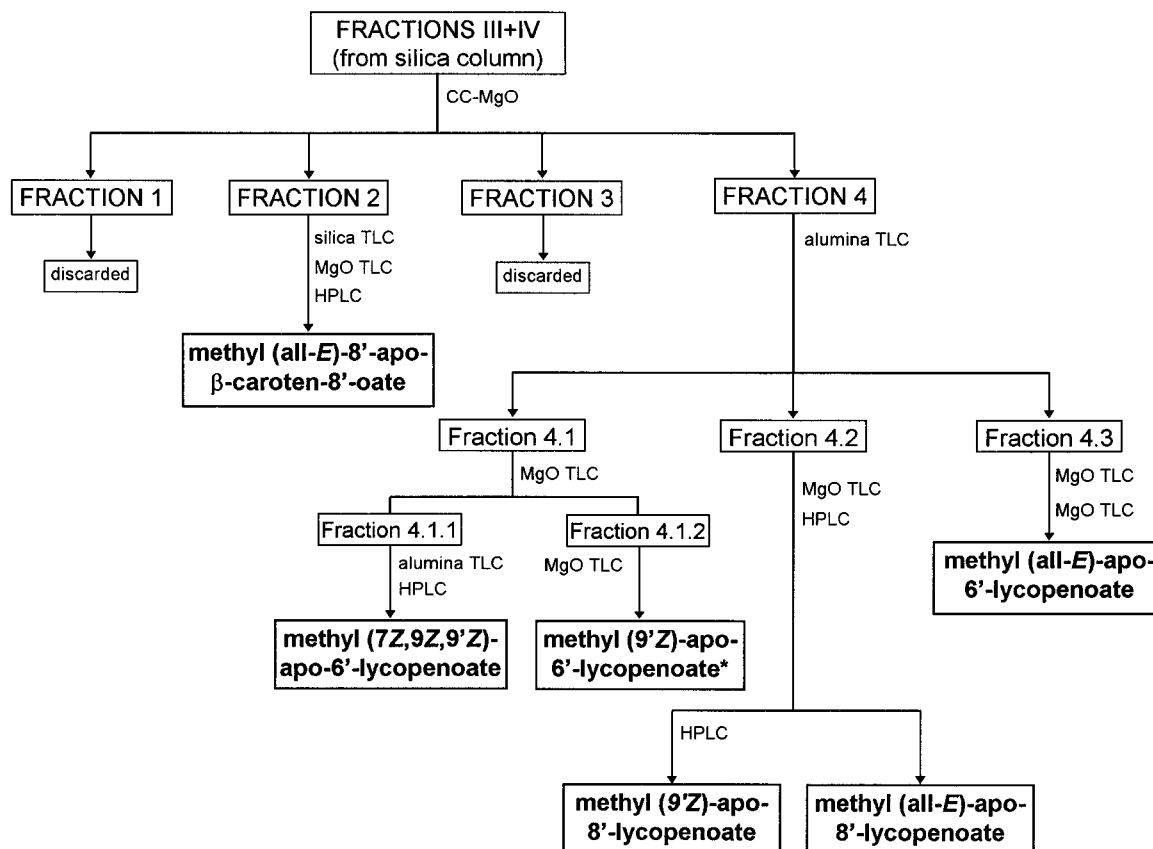 FRACTIONS III+IV
(from silica column)
CC-MgO
FRACTION 1
FRACTION 2
FRACTION 3
FRACTION 4
discarded
silica TLC
MgO TLC
HPLC
discarded
alumina TLC
methyl (all-E)-8'-apo-
β-caroten-8'-oate
Fraction 4.1
Fraction 4.2
Fraction 4.3
MgO TLC
MgO TLC
HPLC
MgO TLC
MgO TLC
Fraction 4.1.1
Fraction 4.1.2
alumina TLC
HPLC
MgO TLC
methyl (all-E)-apo-
6'-lycopenoate
methyl (7Z,9Z,9'Z)-
apo-6'-lycopenoate
methyl (9'Z)-apo-
6'-lycopenoate*
HPLC
methyl (9'Z)-apo-
8'-lycopenoate
methyl (all-E)-apo-
8'-lycopenoate